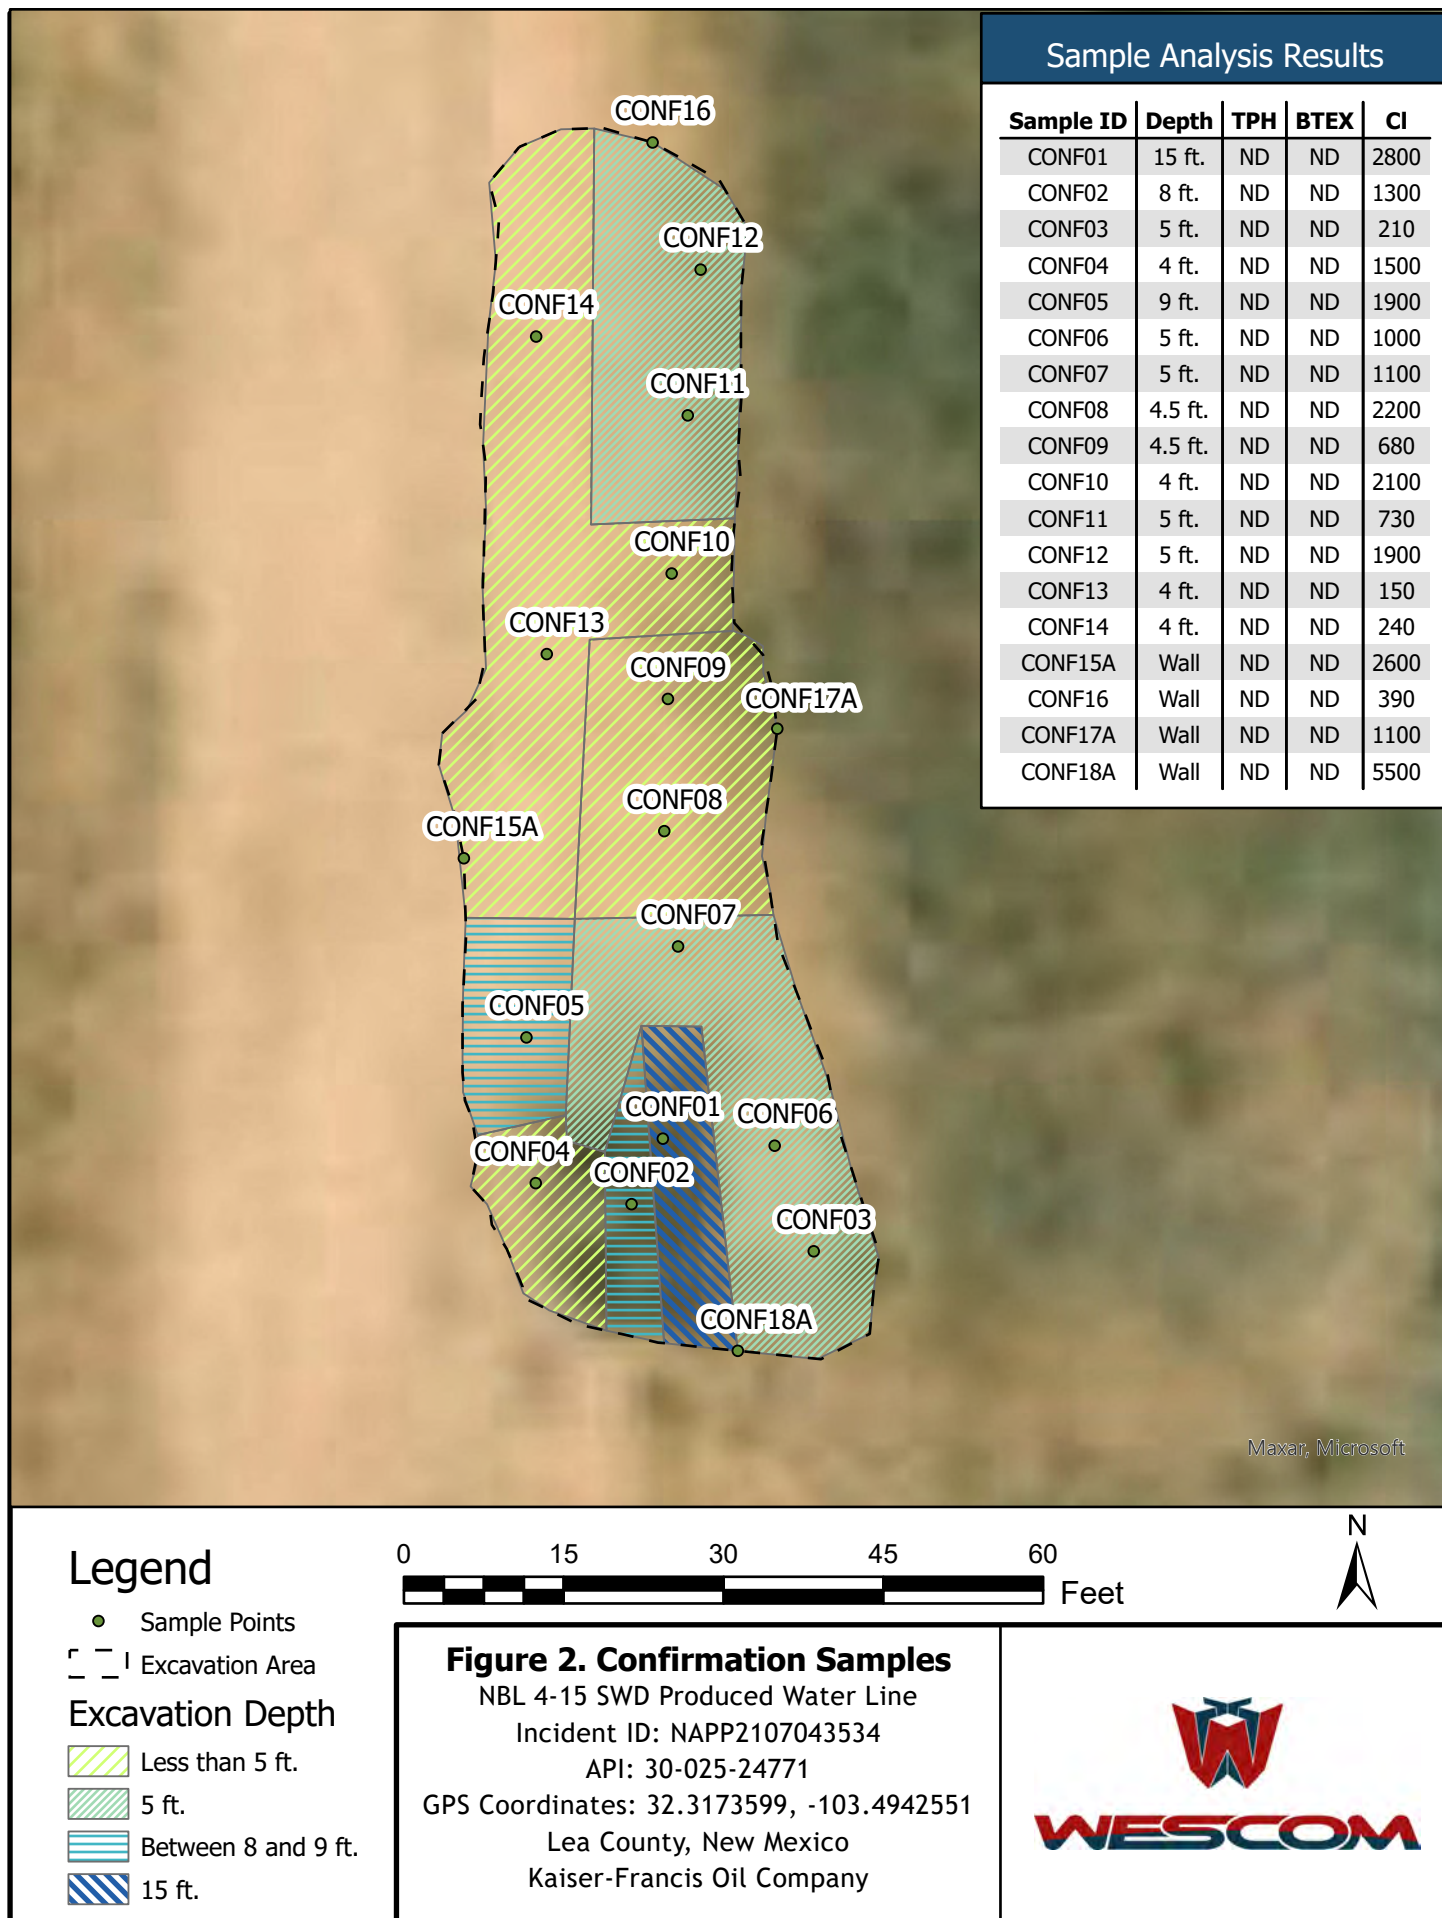 Sample Analysis Results
Sample ID Depth TPH BTEX Cl
CONF01 15 ft. ND ND 2800
CONF02 8 ft. ND ND 1300
CONF03 5 ft. ND ND 210
CONF04 4 ft. ND ND 1500
CONF05 9 ft. ND ND 1900
CONF06 5 ft. ND ND 1000
CONF07 5 ft. ND ND 1100
CONF08 4.5 ft. ND ND 2200
CONF09 4.5 ft. ND ND 680
CONF10 4 ft. ND ND 2100
CONF11 5 ft. ND ND 730
CONF12 5 ft. ND ND 1900
CONF13 4 ft. ND ND 150
CONF14 4 ft. ND ND 240
CONF15A Wall ND ND 2600
CONF16 Wall ND ND 390
CONF17A Wall ND ND 1100
CONF18A Wall ND ND 5500
CONF16
CONF12
CONF14
CONF11
CONF10
CONF13
CONF09
CONF17A
CONF08
CONF15A
CONF07
CONF05
CONF01
CONF06
CONF04
CONF02
CONF03
CONF18A
Maxar, Microsoft
Legend
Sample Points
Excavation Area
Excavation Depth
Less than 5 ft.
5 ft.
Between 8 and 9 ft.
15 ft.
0 15 30 45 60
Feet
N
Figure 2. Confirmation Samples
NBL 4-15 SWD Produced Water Line
Incident ID: NAPP2107043534
API: 30-025-24771
GPS Coordinates: 32.3173599, -103.4942551
Lea County, New Mexico
Kaiser-Francis Oil Company
WESCOM